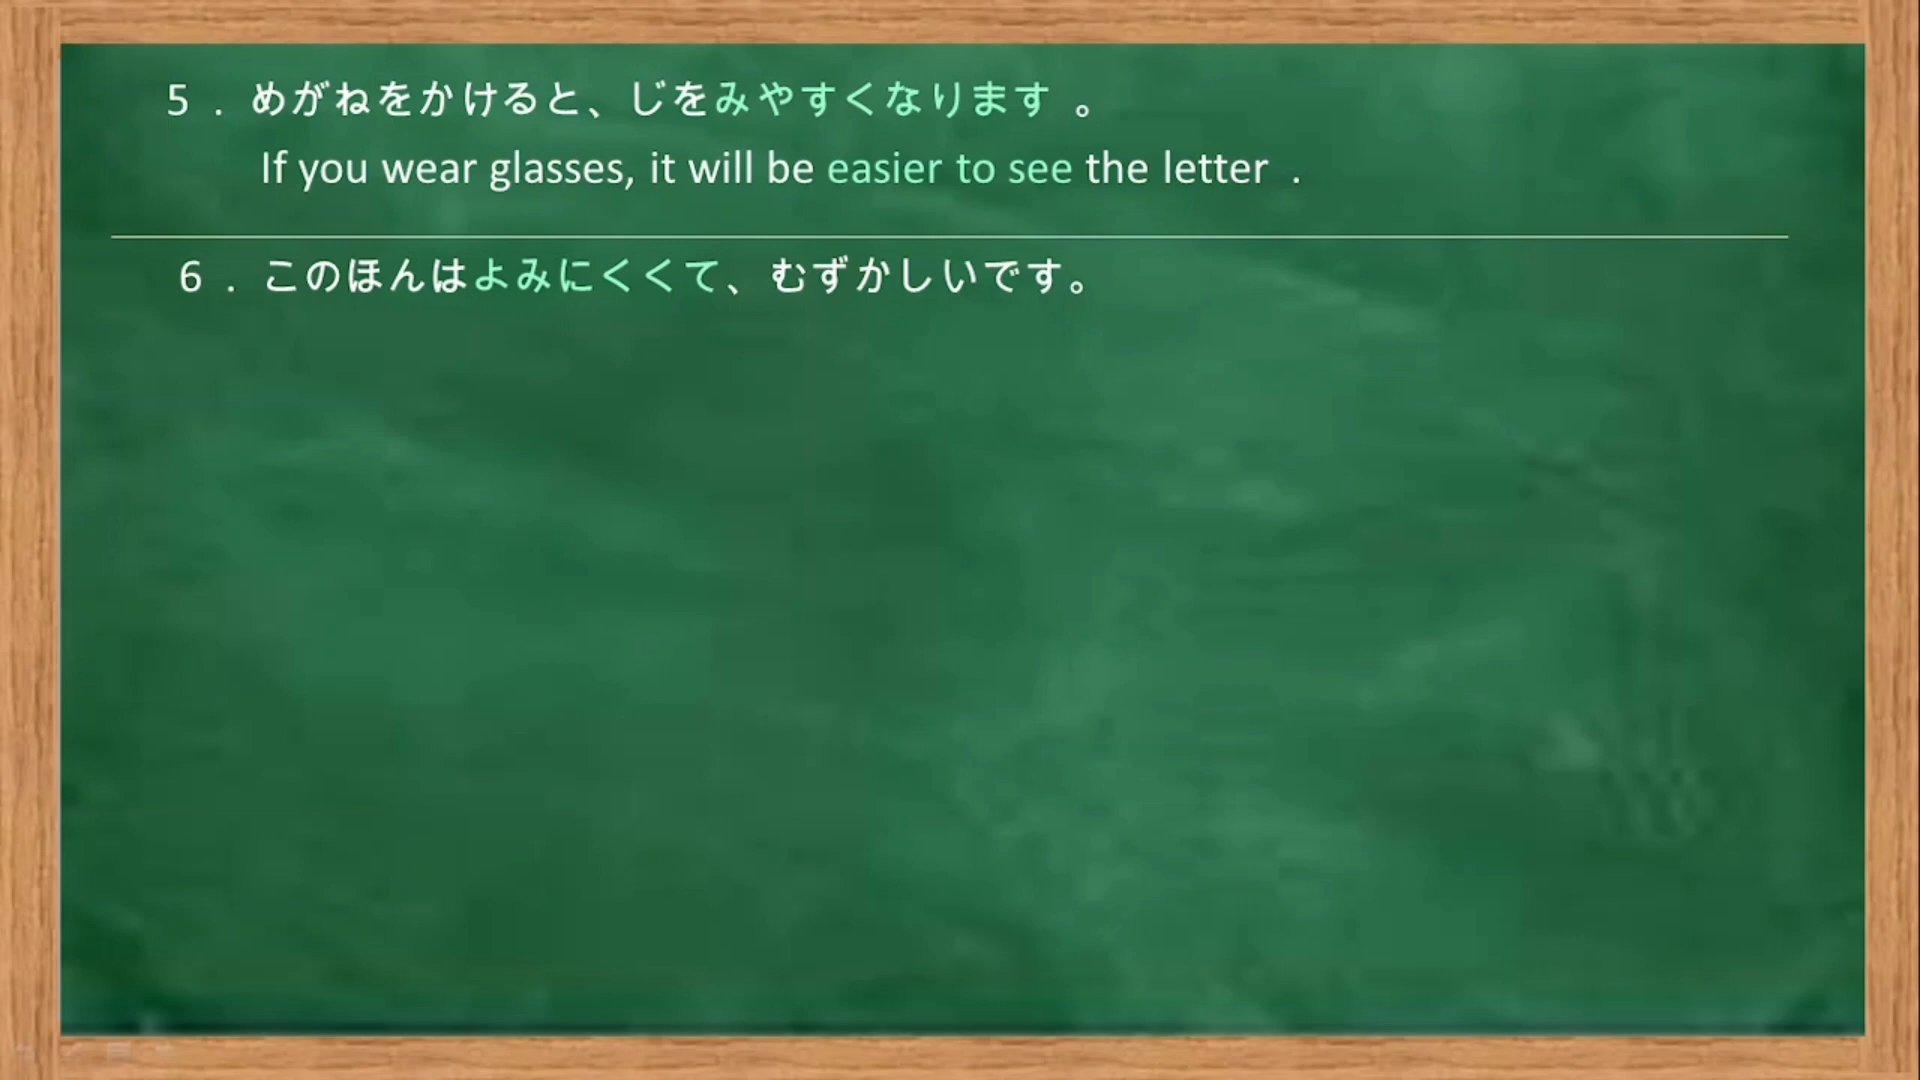 5．めがねをかけると、じをみやすくなります 。
If you wear glasses, it will be easier to see the letter .
6．このほんはよみにくくて、むずかしいです。